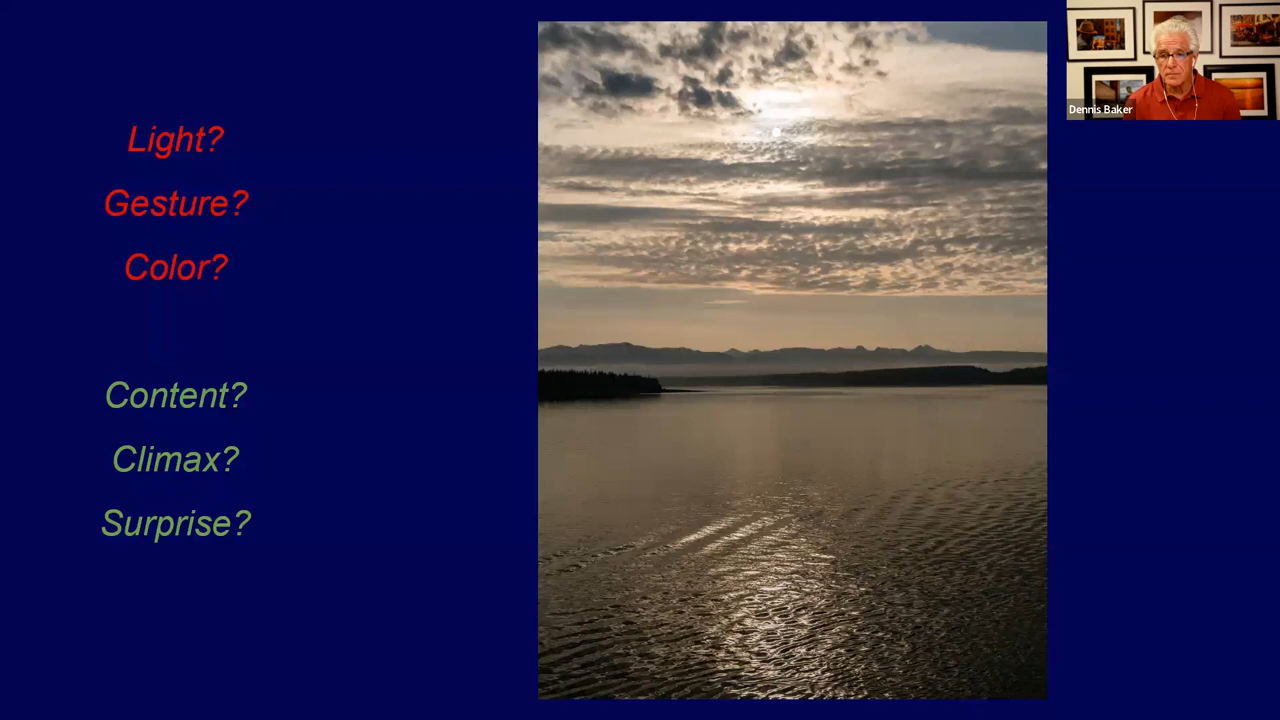 Light?
Gesture?
Color?
Content?
Climax?
Surprise?
Dennis Baker